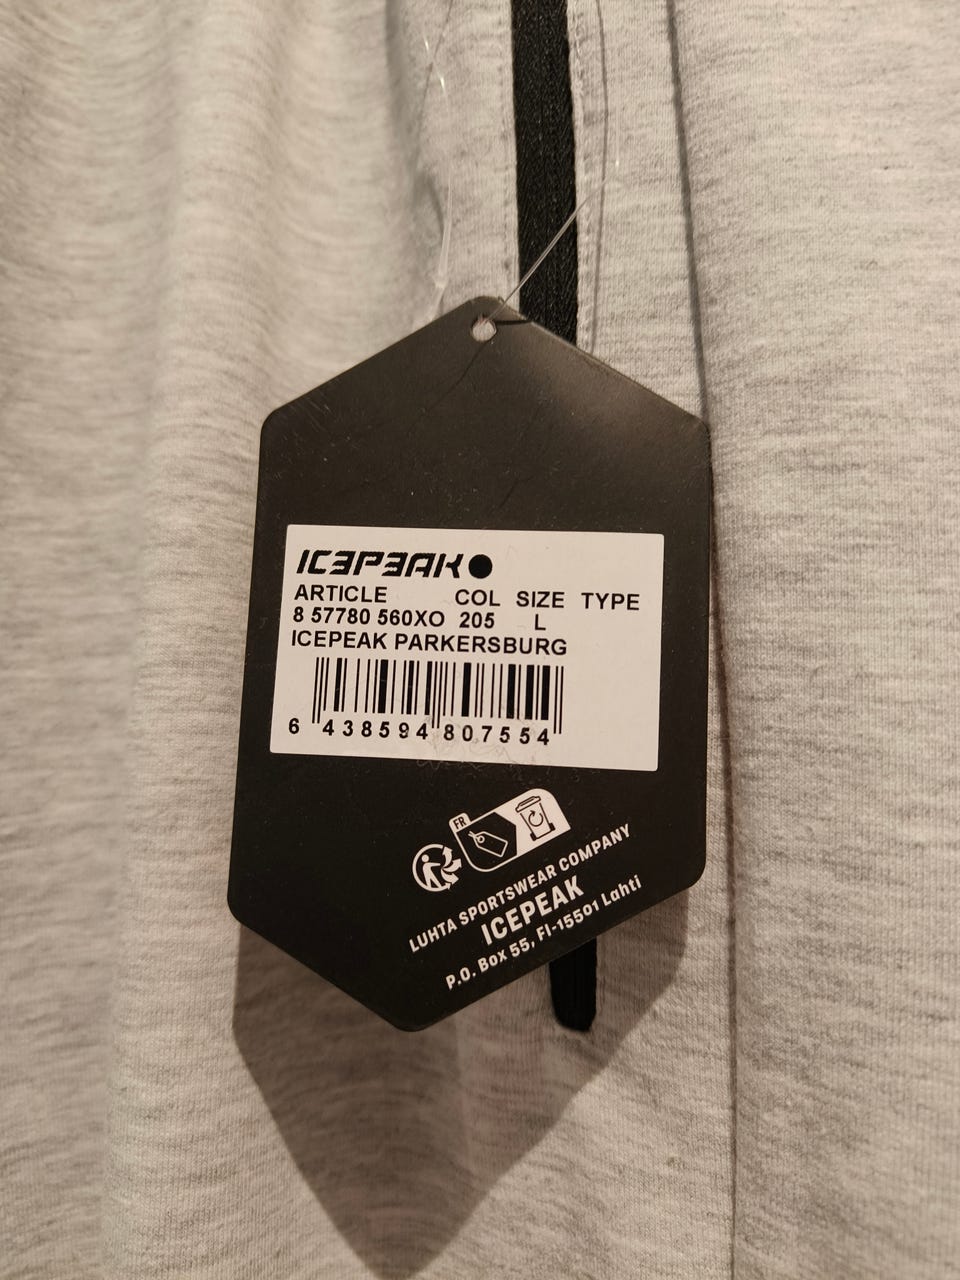 ICEPEAK
ARTICLE COL SIZE TYPE
8 57780 560XO 205 L
ICEPEAK PARKERSBURG
6 438594 807554
FR
LUHTA SPORTSWEAR COMPANY
ICEPEAK
P.O. Box 55, FI-15501 Lahti